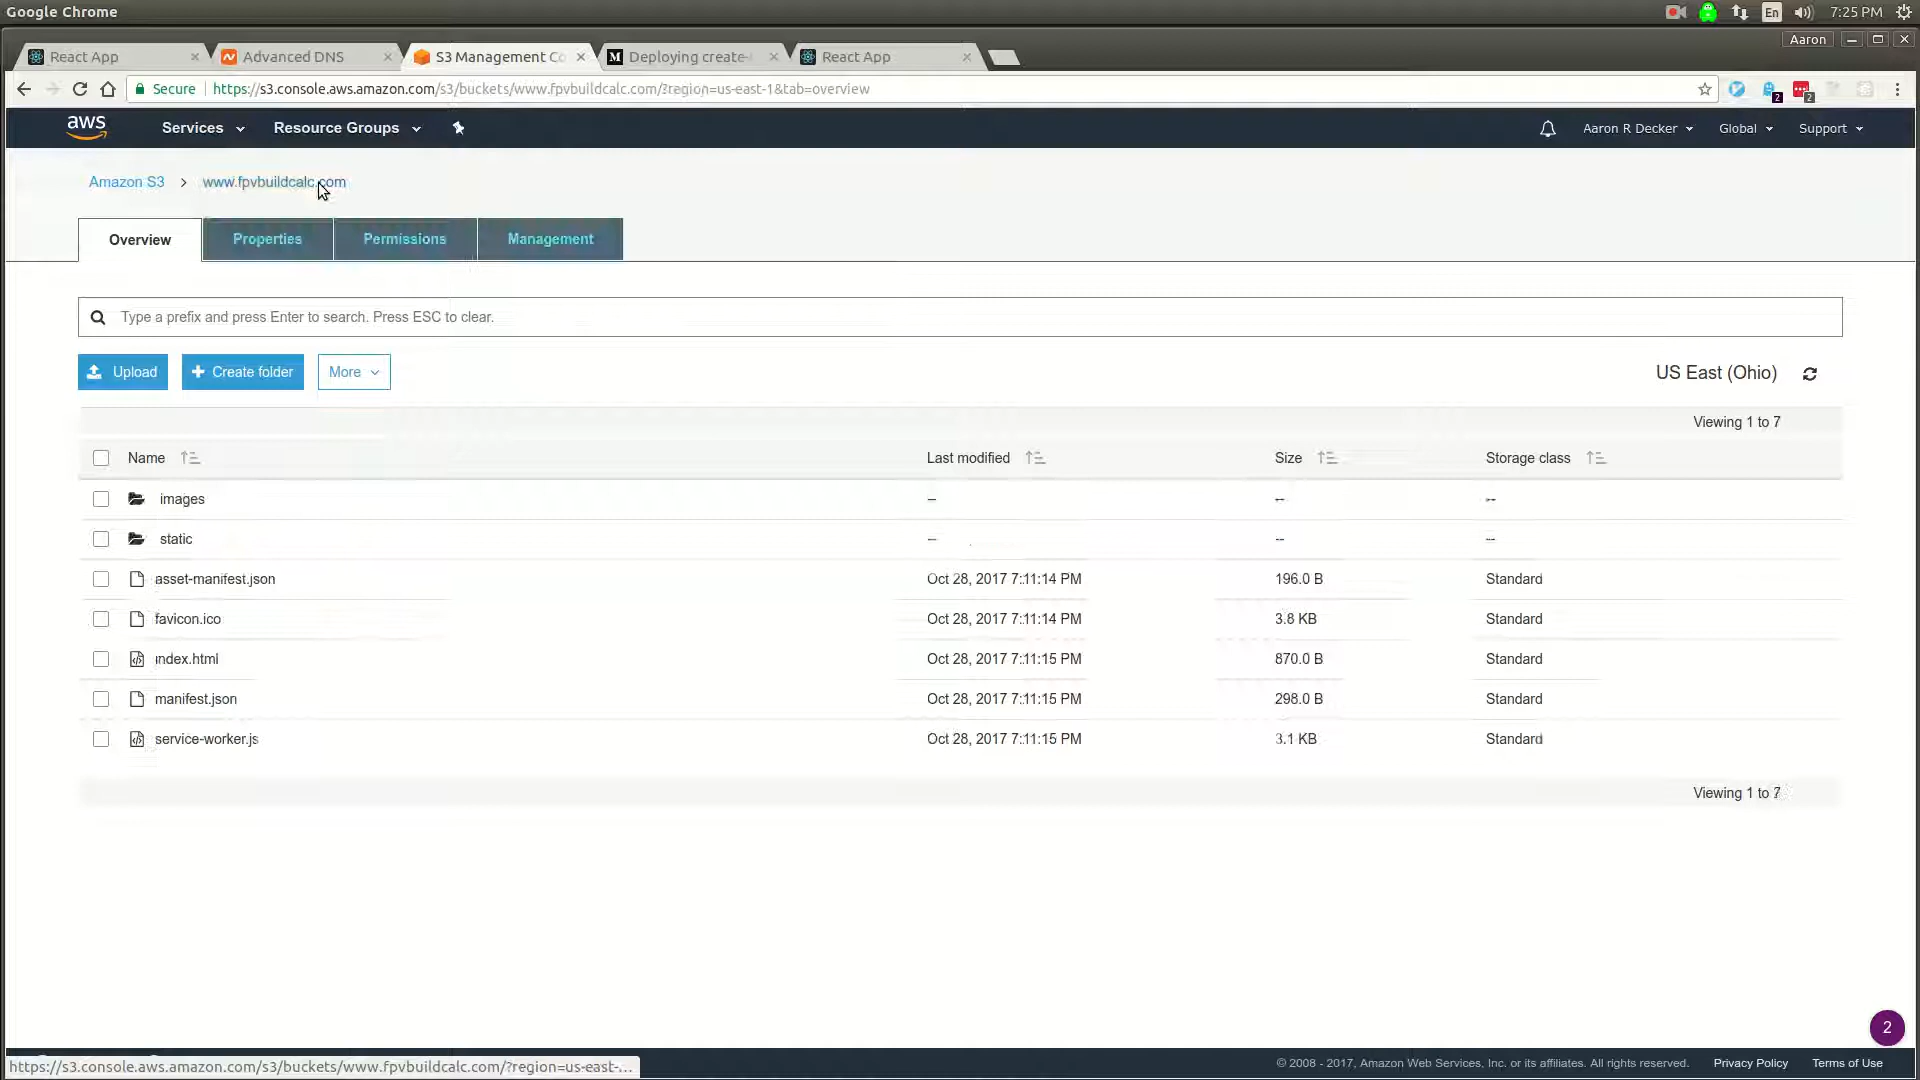 Google Chrome
En
7:25 PM
Aaron
React App
Advanced DNS
S3 Management Co
M
Deploying create-
React App
Secure
https://s3.console.aws.amazon.com/s3/buckets/www.fpvbuildcalc.com/?region=us-east-1&tab=overview
2
2
aws
Services
Resource Groups
Aaron R Decker
Global
Support
Amazon S3 > www.fpvbuildcalc.com
Overview
Properties
Permissions
Management
Type a prefix and press Enter to search. Press ESC to clear.
Upload
Create folder
More
US East (Ohio)
Viewing 1 to 7
Name
Last modified
Size
Storage class
images -- -- --
static -- -- --
asset-manifest.json Oct 28, 2017 7:11:14 PM 196.0 B Standard
favicon.ico Oct 28, 2017 7:11:14 PM 3.8 KB Standard
index.html Oct 28, 2017 7:11:15 PM 870.0 B Standard
manifest.json Oct 28, 2017 7:11:15 PM 298.0 B Standard
service-worker.js Oct 28, 2017 7:11:15 PM 3.1 KB Standard
Viewing 1 to 7
2
https://s3.console.aws.amazon.com/s3/buckets/www.fpvbuildcalc.com/?region=us-east-...
© 2008 - 2017, Amazon Web Services, Inc. or its affiliates. All rights reserved.
Privacy Policy
Terms of Use